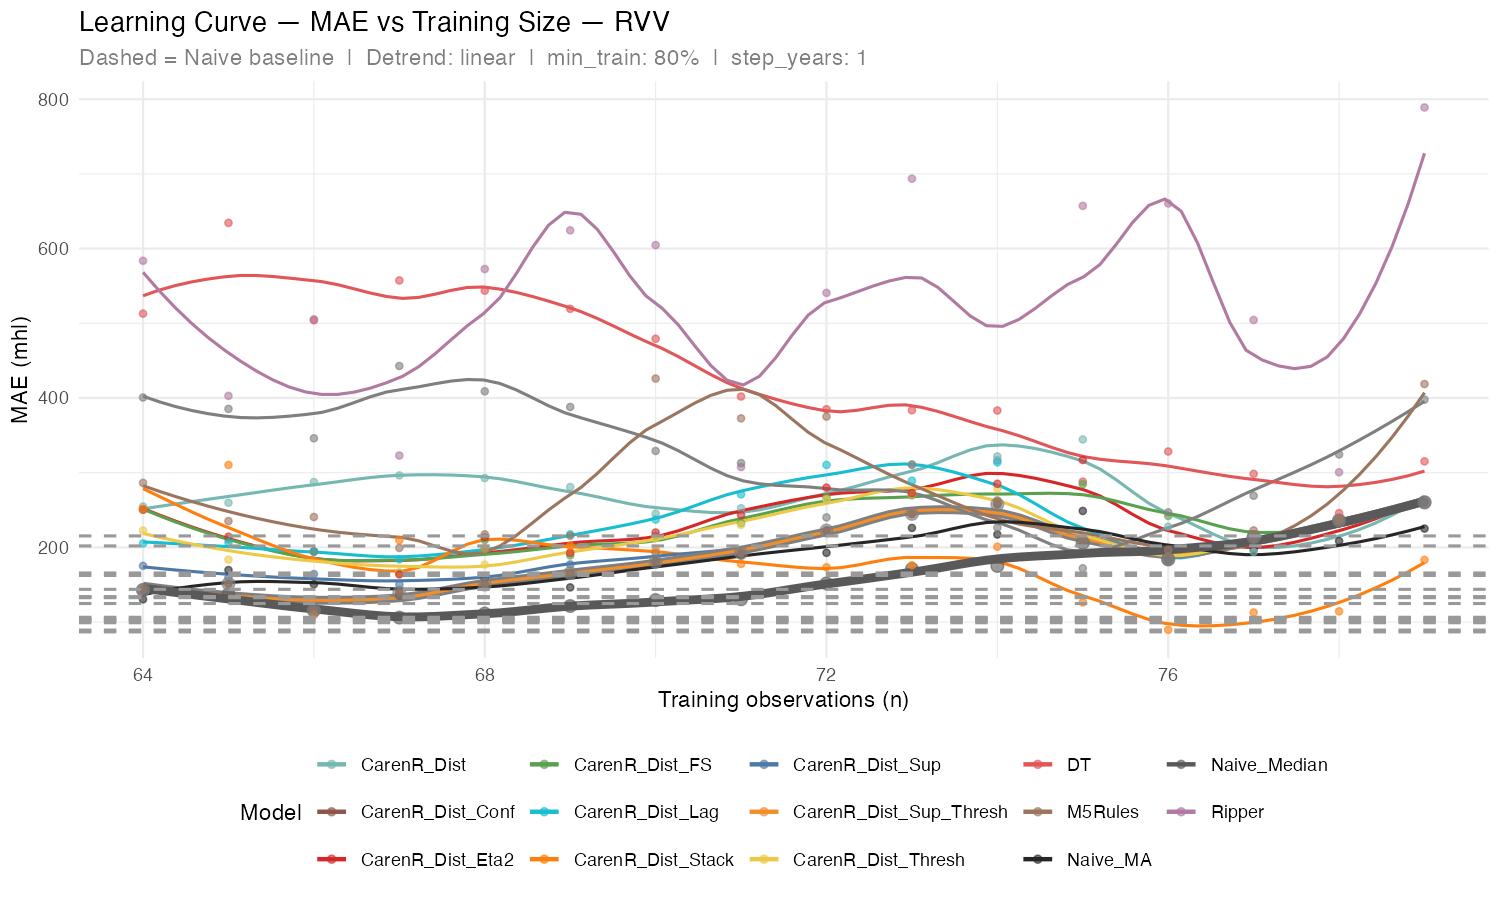 Learning Curve — MAE vs Training Size — RVV
Dashed = Naive baseline | Detrend: linear | min_train: 80% | step_years: 1
MAE (mhl)
800
600
400
200
64
68
72
76
Training observations (n)
Model
CarenR_Dist
CarenR_Dist_FS
CarenR_Dist_Sup
DT
Naive_Median
CarenR_Dist_Conf
CarenR_Dist_Lag
CarenR_Dist_Sup_Thresh
M5Rules
Ripper
CarenR_Dist_Eta2
CarenR_Dist_Stack
CarenR_Dist_Thresh
Naive_MA